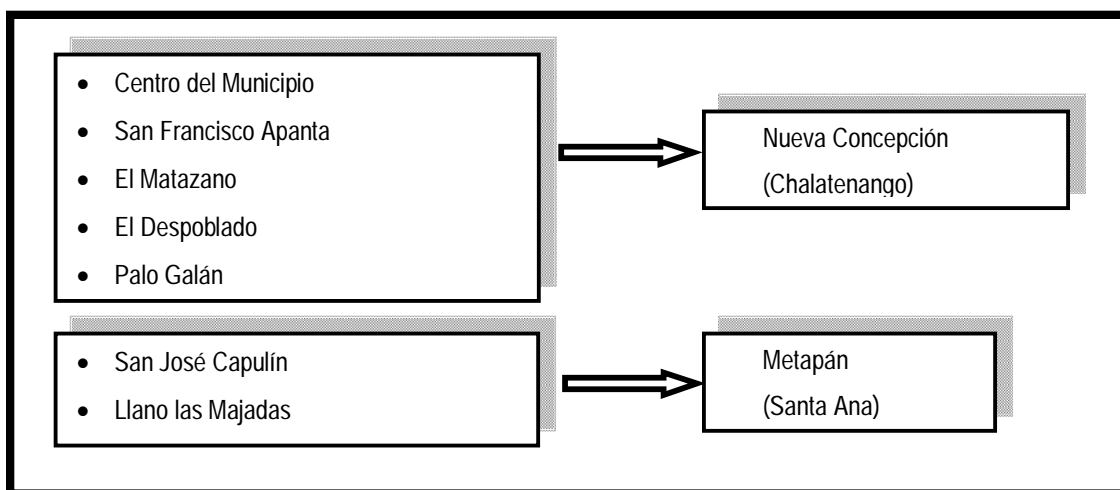 • Centro del Municipio
• San Francisco Apanta
• El Matazano
• El Despoblado
• Palo Galán
Nueva Concepción
(Chalatenango)
• San José Capulín
• Llano las Majadas
Metapán
(Santa Ana)